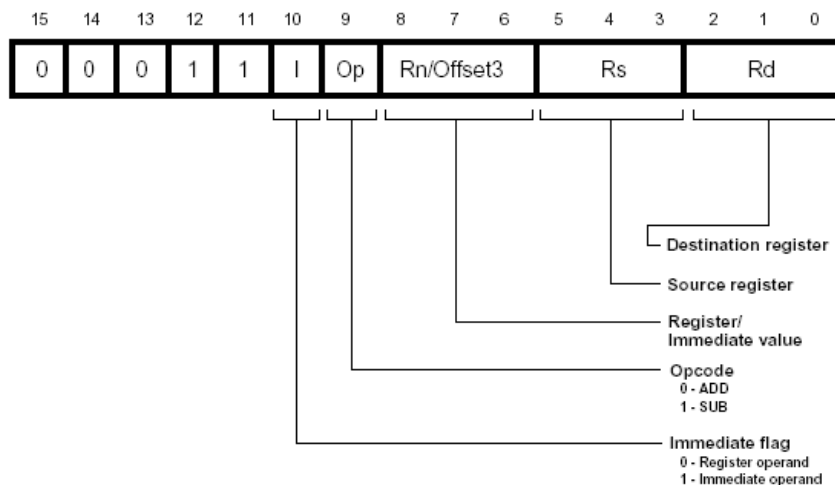 15 14 13 12 11 10 9 8 7 6 5 4 3 2 1 0
0 0 0 1 1 I Op Rn/Offset3 Rs Rd
Destination register
Source register
Register/
Immediate value
Opcode
0 - ADD
1 - SUB
Immediate flag
0 - Register operand
1 - Immediate operand